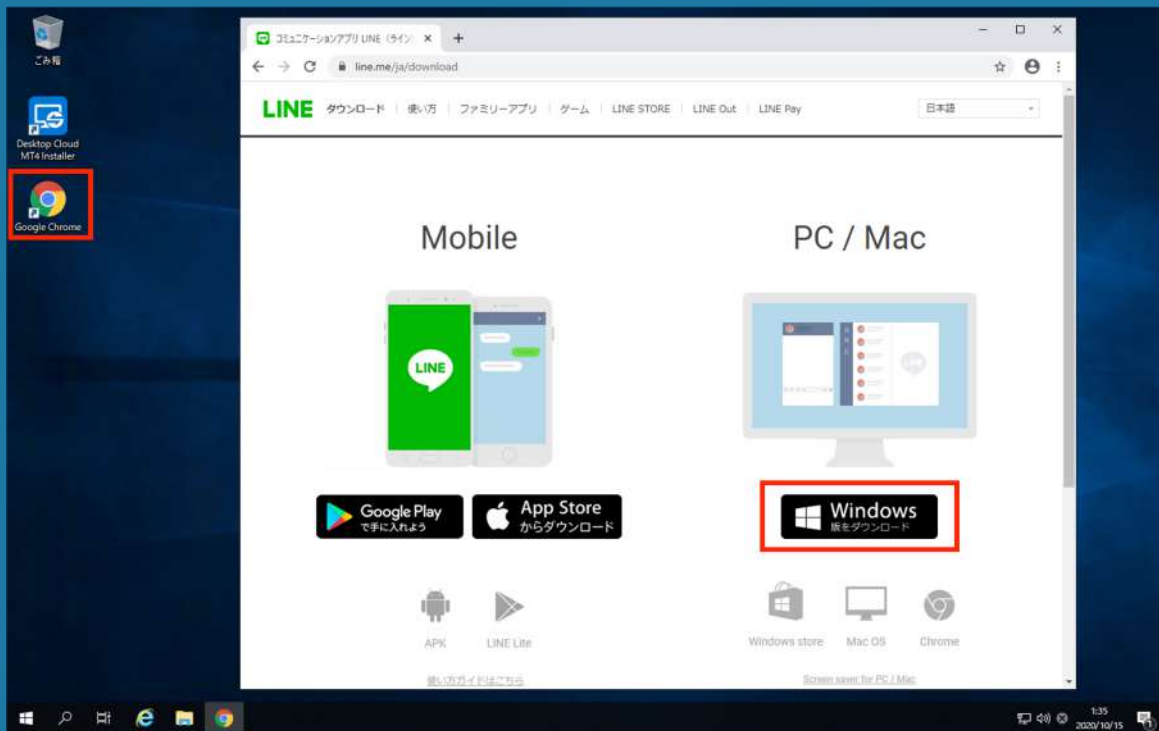 ごみ箱
Desktop Cloud
MT4 Installer
Google Chrome
コミュニケーションアプリ LINE（ライン
line.me/ja/download
LINE ダウンロード 使い方 ファミリーアプリ ゲーム LINE STORE LINE Out LINE Pay 日本語
Mobile
LINE
Google Play
で手に入れよう
App Store
からダウンロード
APK
LINE Lite
使い方ガイドはこちら
PC / Mac
Windows
版をダウンロード
Windows store
Mac OS
Chrome
Screen saver for PC / Mac
1:35
2020/10/15
1